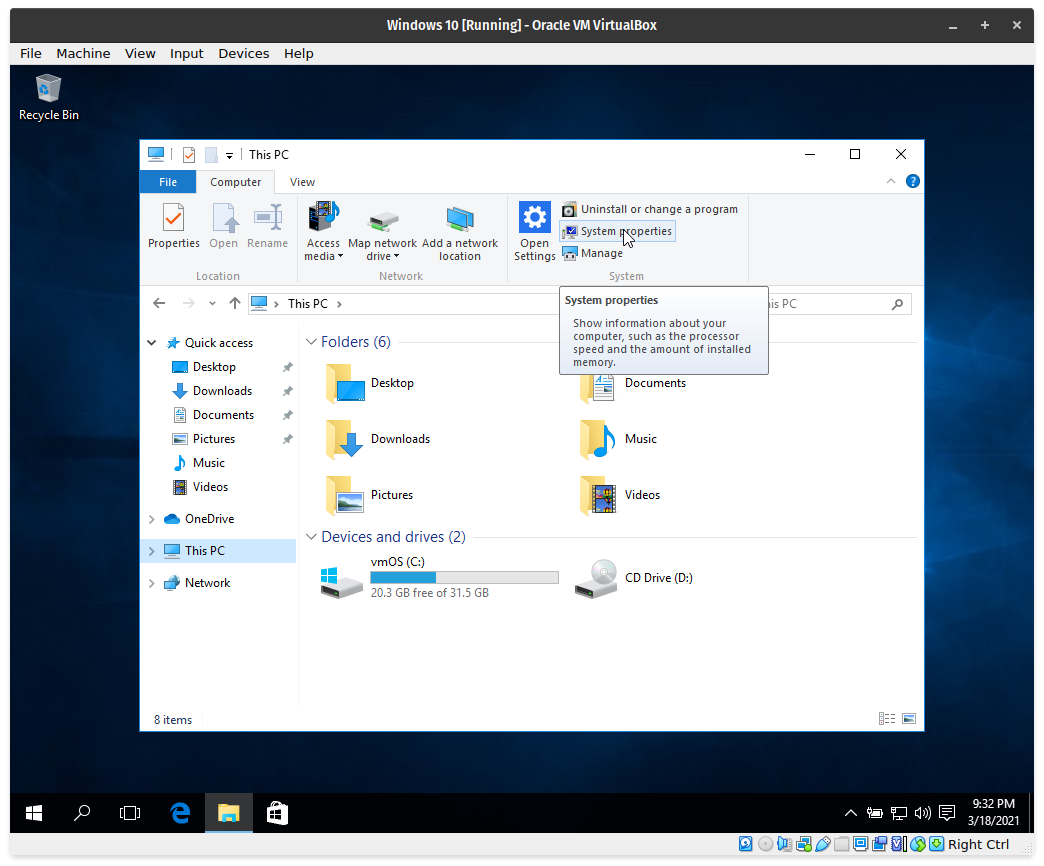 Windows 10 [Running] - Oracle VM VirtualBox
File Machine View Input Devices Help
Recycle Bin
This PC
File Computer View
Properties
Open
Rename
Location
Access
media
Map network
drive
Add a network
location
Network
Open
Settings
Uninstall or change a program
System properties
Manage
System
This PC
is PC
System properties
Show information about your
computer, such as the processor
speed and the amount of installed
memory.
Quick access
Desktop
Downloads
Documents
Pictures
Music
Videos
OneDrive
This PC
Network
Folders (6)
Desktop
Documents
Downloads
Music
Pictures
Videos
Devices and drives (2)
vmOS (C:)
20.3 GB free of 31.5 GB
CD Drive (D:)
8 items
9:32 PM
3/18/2021
Right Ctrl